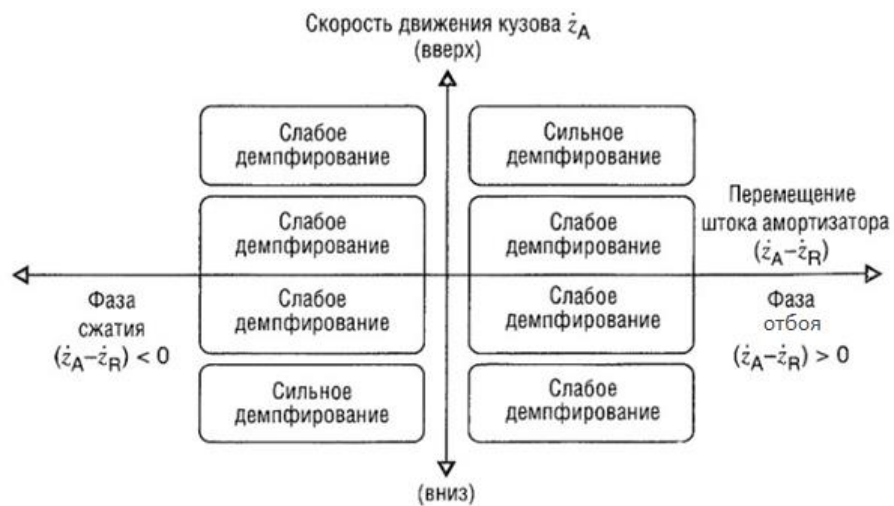 Скорость движения кузова ż_A
(вверх)
Слабое
демпфирование
Сильное
демпфирование
Слабое
демпфирование
Слабое
демпфирование
Перемещение
штока амортизатора
(ż_A–ż_R)
Фаза
сжатия
(ż_A–ż_R) < 0
Слабое
демпфирование
Слабое
демпфирование
Фаза
отбоя
(ż_A–ż_R) > 0
Сильное
демпфирование
Слабое
демпфирование
(вниз)